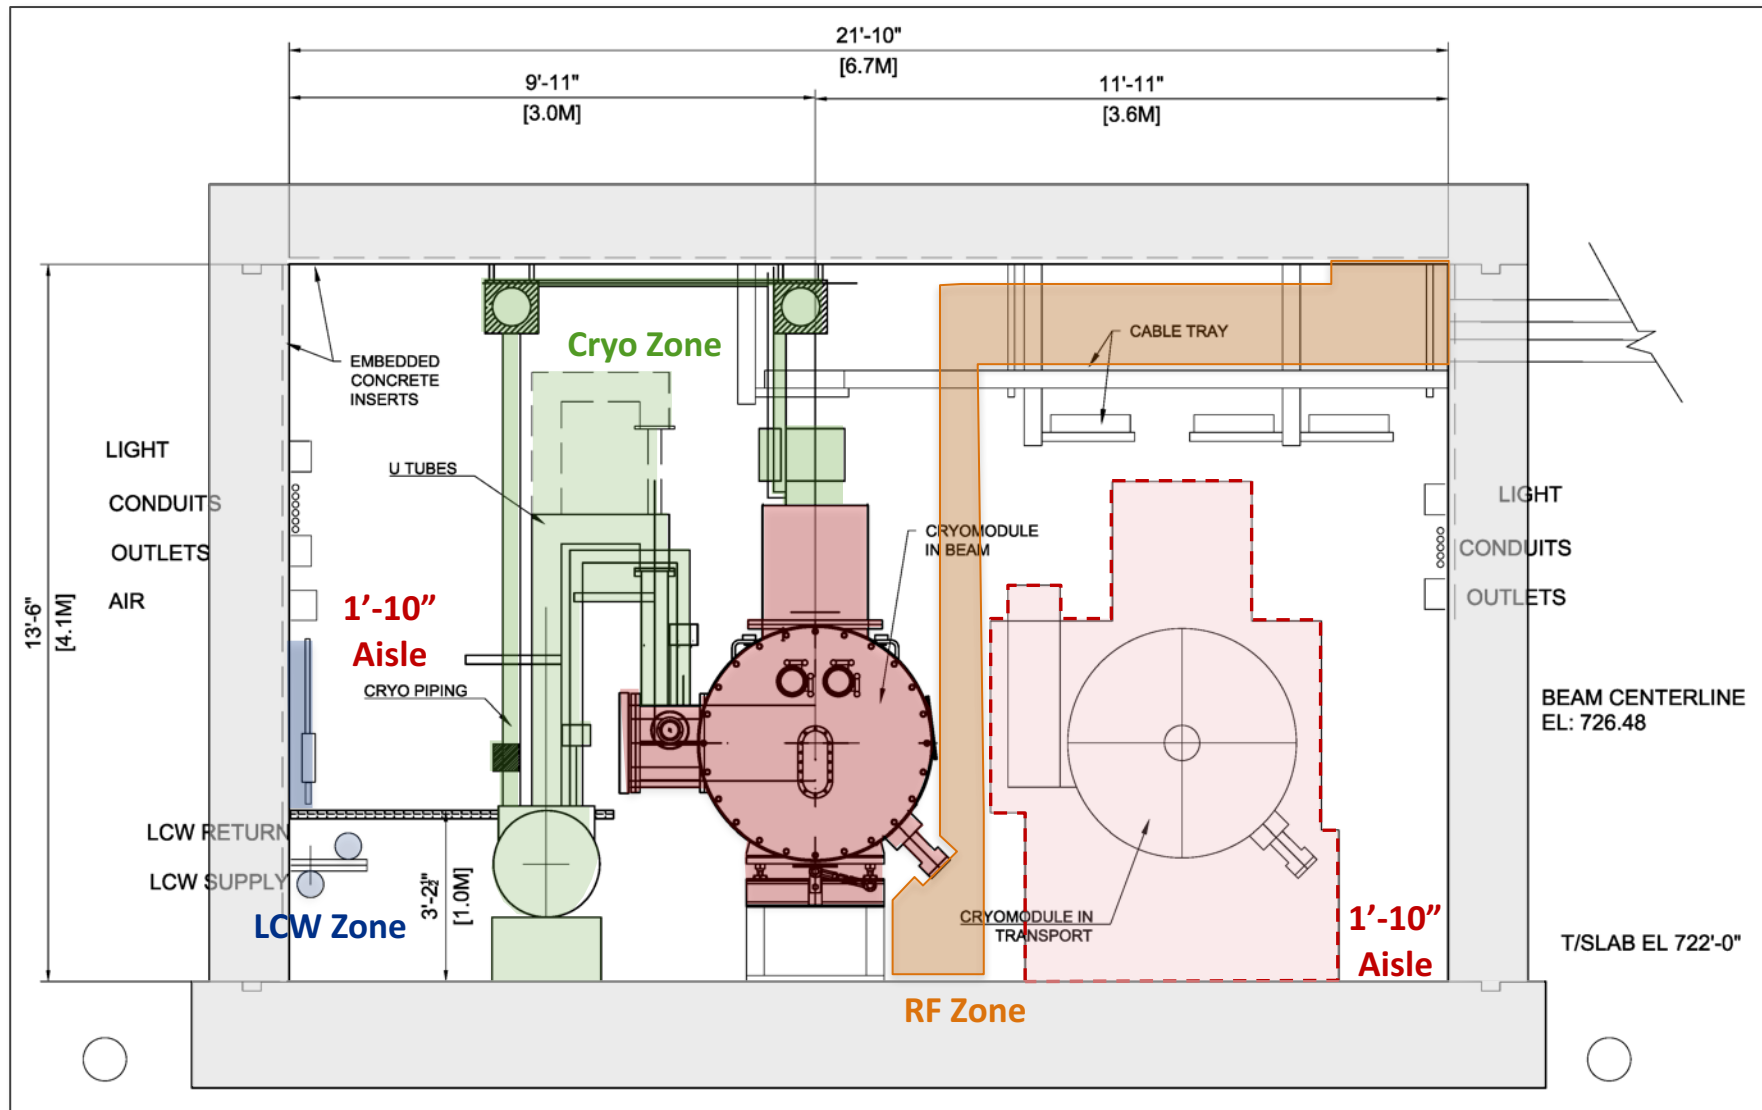 21'-10"
[6.7M]
9'-11"
[3.0M]
11'-11"
[3.6M]
13'-6"
[4.1M]
EMBEDDED
CONCRETE
INSERTS
Cryo Zone
CABLE TRAY
LIGHT
CONDUITS
OUTLETS
AIR
U TUBES
CRYOMODULE
IN BEAM
LIGHT
CONDUITS
OUTLETS
1’-10”
Aisle
CRYO PIPING
BEAM CENTERLINE
EL: 726.48
LCW RETURN
LCW SUPPLY
3'-2½"
[1.0M]
LCW Zone
CRYOMODULE IN
TRANSPORT
1’-10”
Aisle
T/SLAB EL 722'-0"
RF Zone